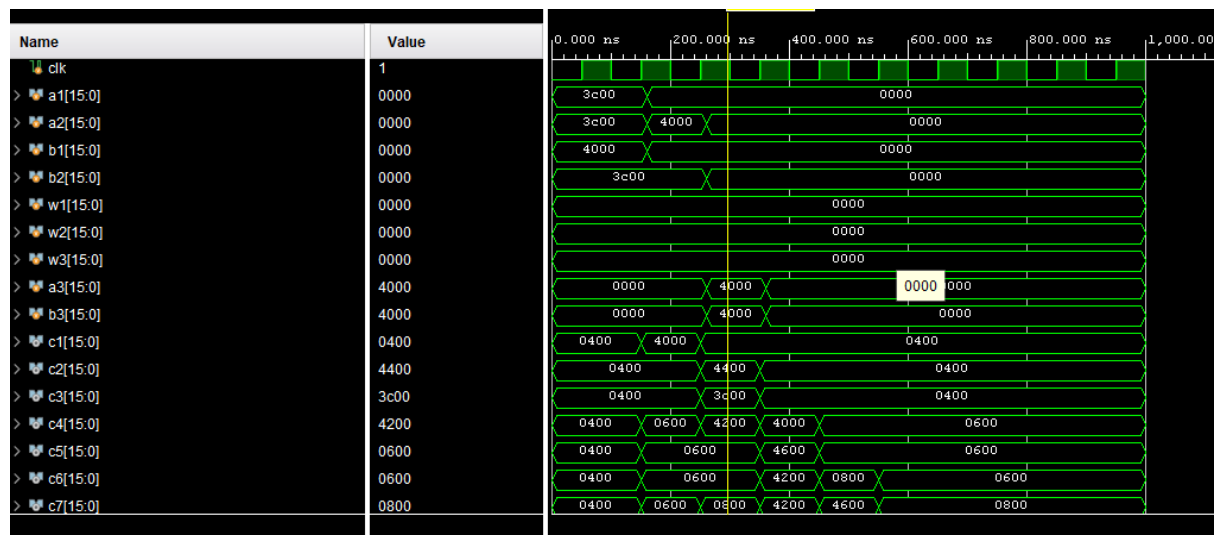 Name Value 0.000 ns 200.000 ns 400.000 ns 600.000 ns 800.000 ns 1,000.00
clk 1
> a1[15:0] 0000 3c00 0000
> a2[15:0] 0000 3c00 4000 0000
> b1[15:0] 0000 4000 0000
> b2[15:0] 0000 3c00 0000
> w1[15:0] 0000 0000
> w2[15:0] 0000 0000
> w3[15:0] 0000 0000
> a3[15:0] 4000 0000 4000 0000 000
> b3[15:0] 4000 0000 4000 0000
> c1[15:0] 0400 0400 4000 0400
> c2[15:0] 4400 0400 4400 0400
> c3[15:0] 3c00 0400 3c00 0400
> c4[15:0] 4200 0400 0600 4200 4000 0600
> c5[15:0] 0600 0400 0600 4600 0600
> c6[15:0] 0600 0400 0600 4200 0800 0600
> c7[15:0] 0800 0400 0600 0800 4200 4600 0800